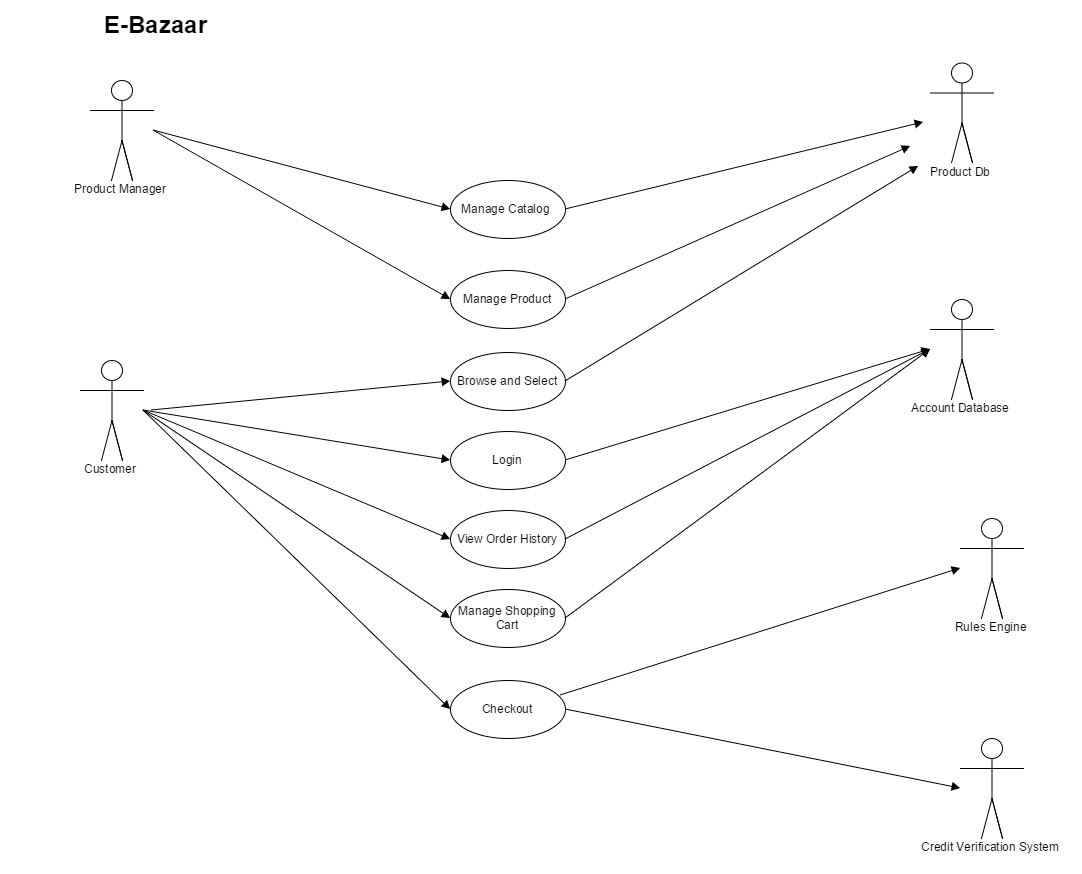 E-Bazaar
Product Manager
Product Db
Manage Catalog
Manage Product
Browse and Select
Account Database
Customer
Login
View Order History
Manage Shopping
Cart
Rules Engine
Checkout
Credit Verification System